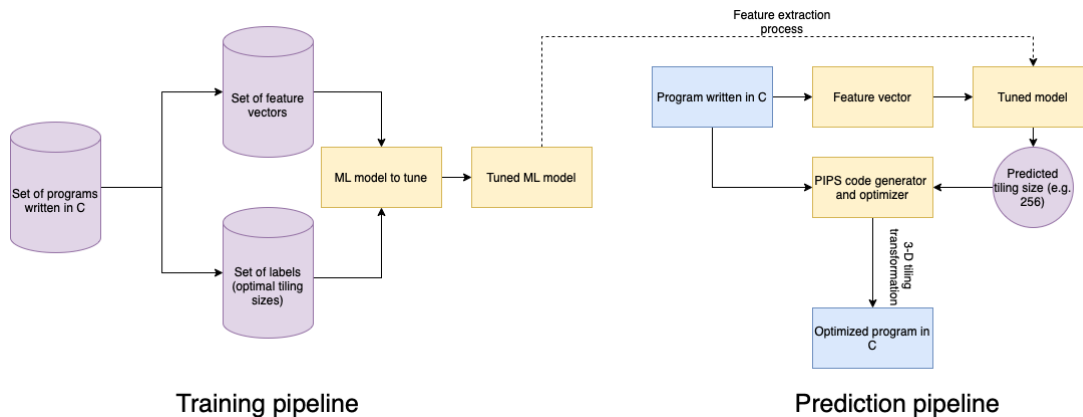 Set of programs
written in C
Set of feature
vectors
Set of labels
(optimal tiling
sizes)
ML model to tune
Tuned ML model
Training pipeline
Feature extraction
process
Program written in C
Feature vector
Tuned model
PIPS code generator
and optimizer
Predicted
tiling size (e.g.
256)
3-D tiling
transformation
Optimized program in
C
Prediction pipeline